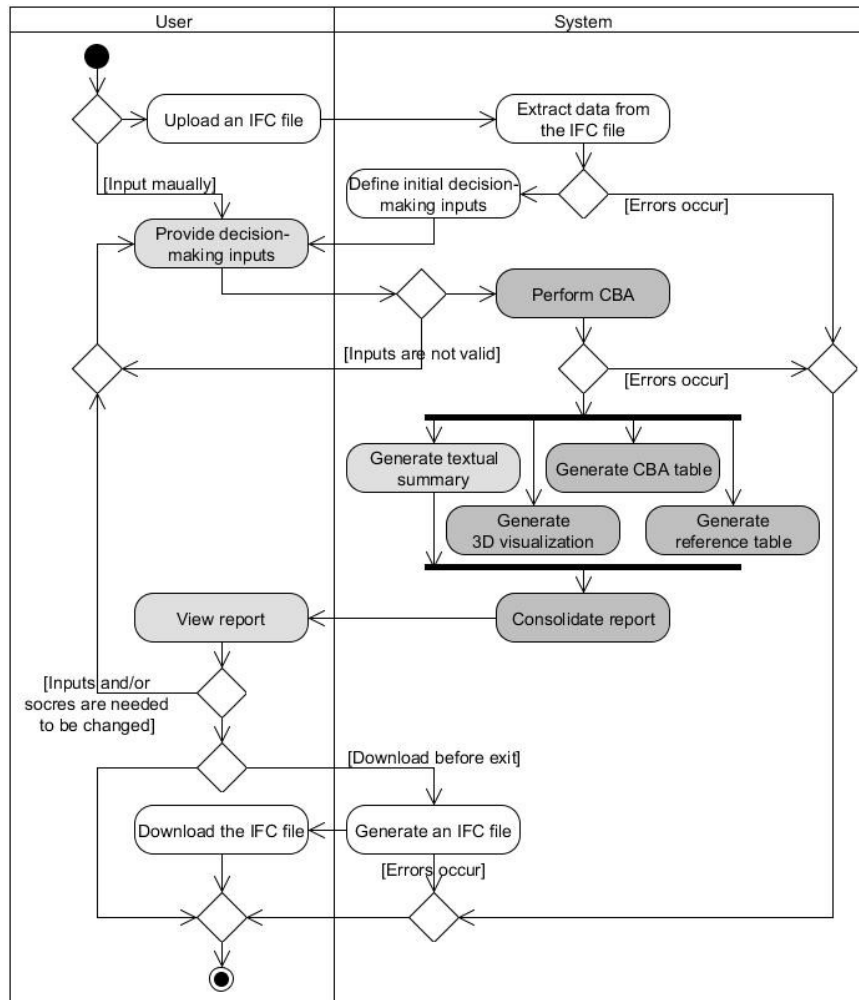 User
System
Upload an IFC file
Extract data from
the IFC file
[Input maually]
Define initial decision-
making inputs
[Errors occur]
Provide decision-
making inputs
Perform CBA
[Inputs are not valid]
[Errors occur]
Generate textual
summary
Generate CBA table
Generate
3D visualization
Generate
reference table
View report
Consolidate report
[Inputs and/or
socres are needed
to be changed]
[Download before exit]
Download the IFC file
Generate an IFC file
[Errors occur]